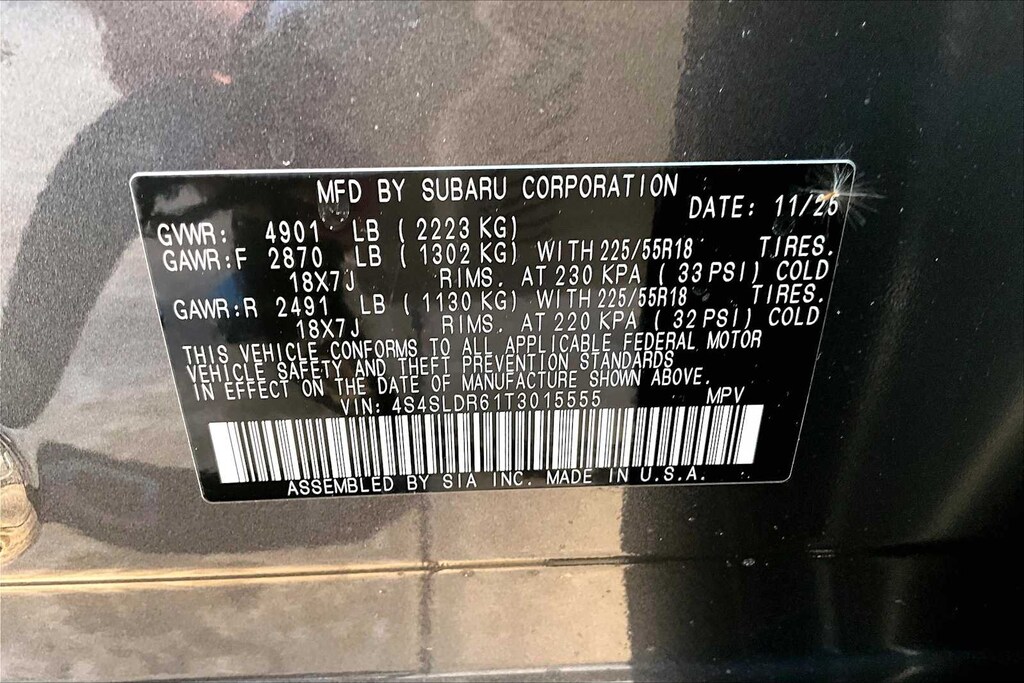 MFD BY SUBARU CORPORATION
DATE: 11/25
GVWR: 4901 LB ( 2223 KG)
GAWR:F 2870 LB ( 1302 KG) WITH 225/55R18 TIRES.
18X7J RIMS. AT 230 KPA ( 33 PSI) COLD
GAWR:R 2491 LB ( 1130 KG) WITH 225/55R18 TIRES.
18X7J RIMS. AT 220 KPA ( 32 PSI) COLD
THIS VEHICLE CONFORMS TO ALL APPLICABLE FEDERAL MOTOR
VEHICLE SAFETY AND THEFT PREVENTION STANDARDS
IN EFFECT ON THE DATE OF MANUFACTURE SHOWN ABOVE.
VIN: 4S4SLDR61T3015555 MPV
ASSEMBLED BY SIA INC. MADE IN U.S.A.